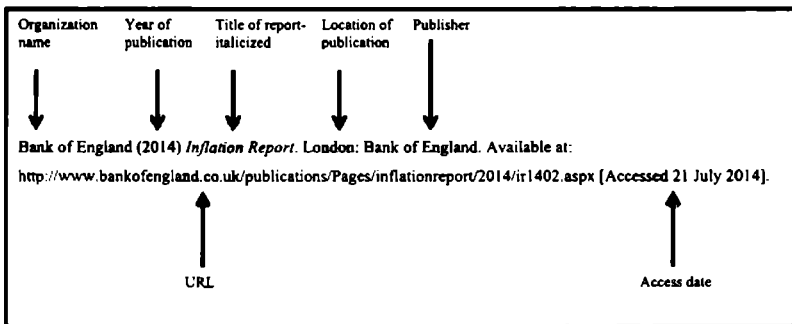 Organization Year of Title of report- Location of Publisher
name publication italicized publication
Bank of England (2014) Inflation Report. London: Bank of England. Available at:
http://www.bankofengland.co.uk/publications/Pages/inflationreport/2014/ir1402.aspx [Accessed 21 July 2014].
URL Access date